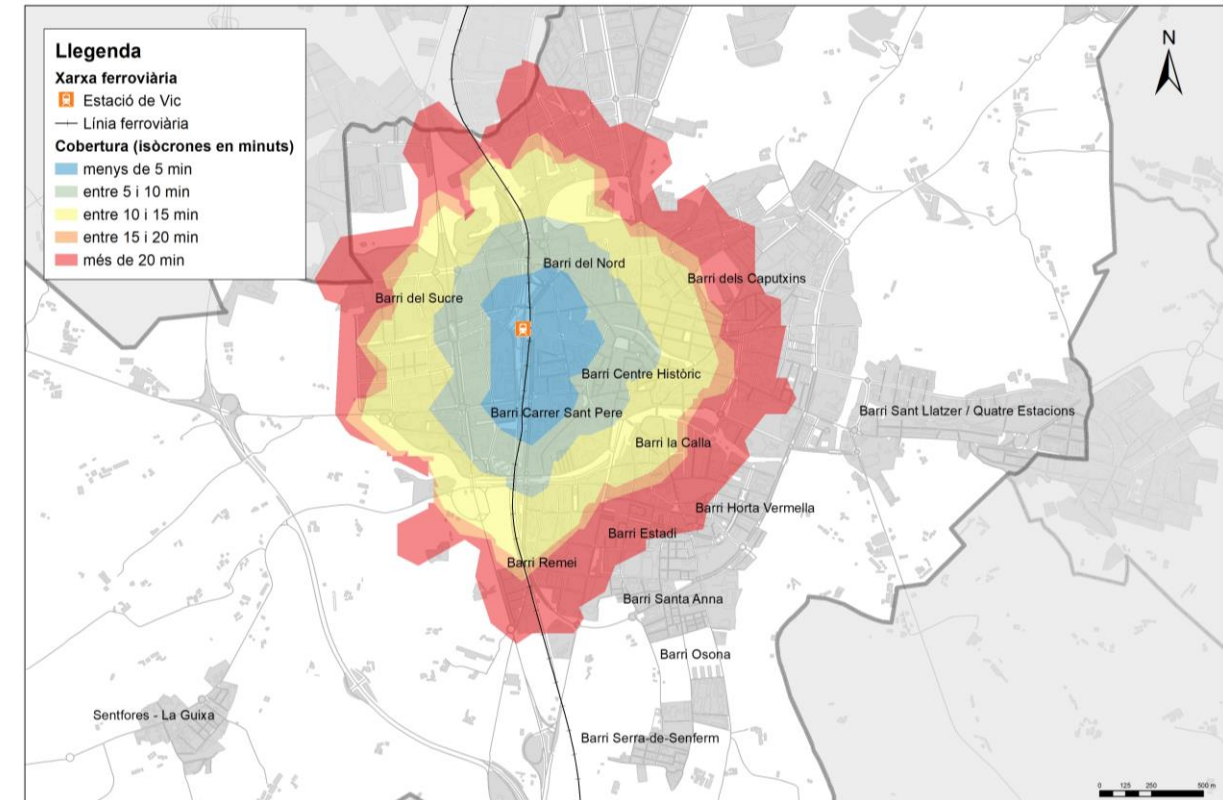 Llegenda
Xarxa ferroviària
Estació de Vic
Línia ferroviària
Cobertura (isòcrones en minuts)
menys de 5 min
entre 5 i 10 min
entre 10 i 15 min
entre 15 i 20 min
més de 20 min
N
Barri del Nord
Barri dels Caputxins
Barri del Sucre
Barri Centre Històric
Barri Carrer Sant Pere
Barri Sant Llatzer / Quatre Estacions
Barri la Calla
Barri Horta Vermella
Barri Estadi
Barri Remei
Barri Santa Anna
Barri Osona
Sentfores - La Guixa
Barri Serra-de-Senferm
0 125 250 500 m